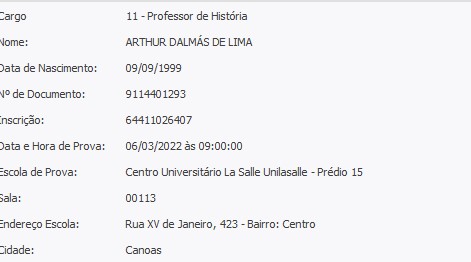 Cargo 11 - Professor de História
Nome: ARTHUR DALMÁS DE LIMA
Data de Nascimento: 09/09/1999
Nº de Documento: 9114401293
Inscrição: 64411026407
Data e Hora de Prova: 06/03/2022 às 09:00:00
Escola de Prova: Centro Universitário La Salle Unilasalle - Prédio 15
Sala: 00113
Endereço Escola: Rua XV de Janeiro, 423 - Bairro: Centro
Cidade: Canoas